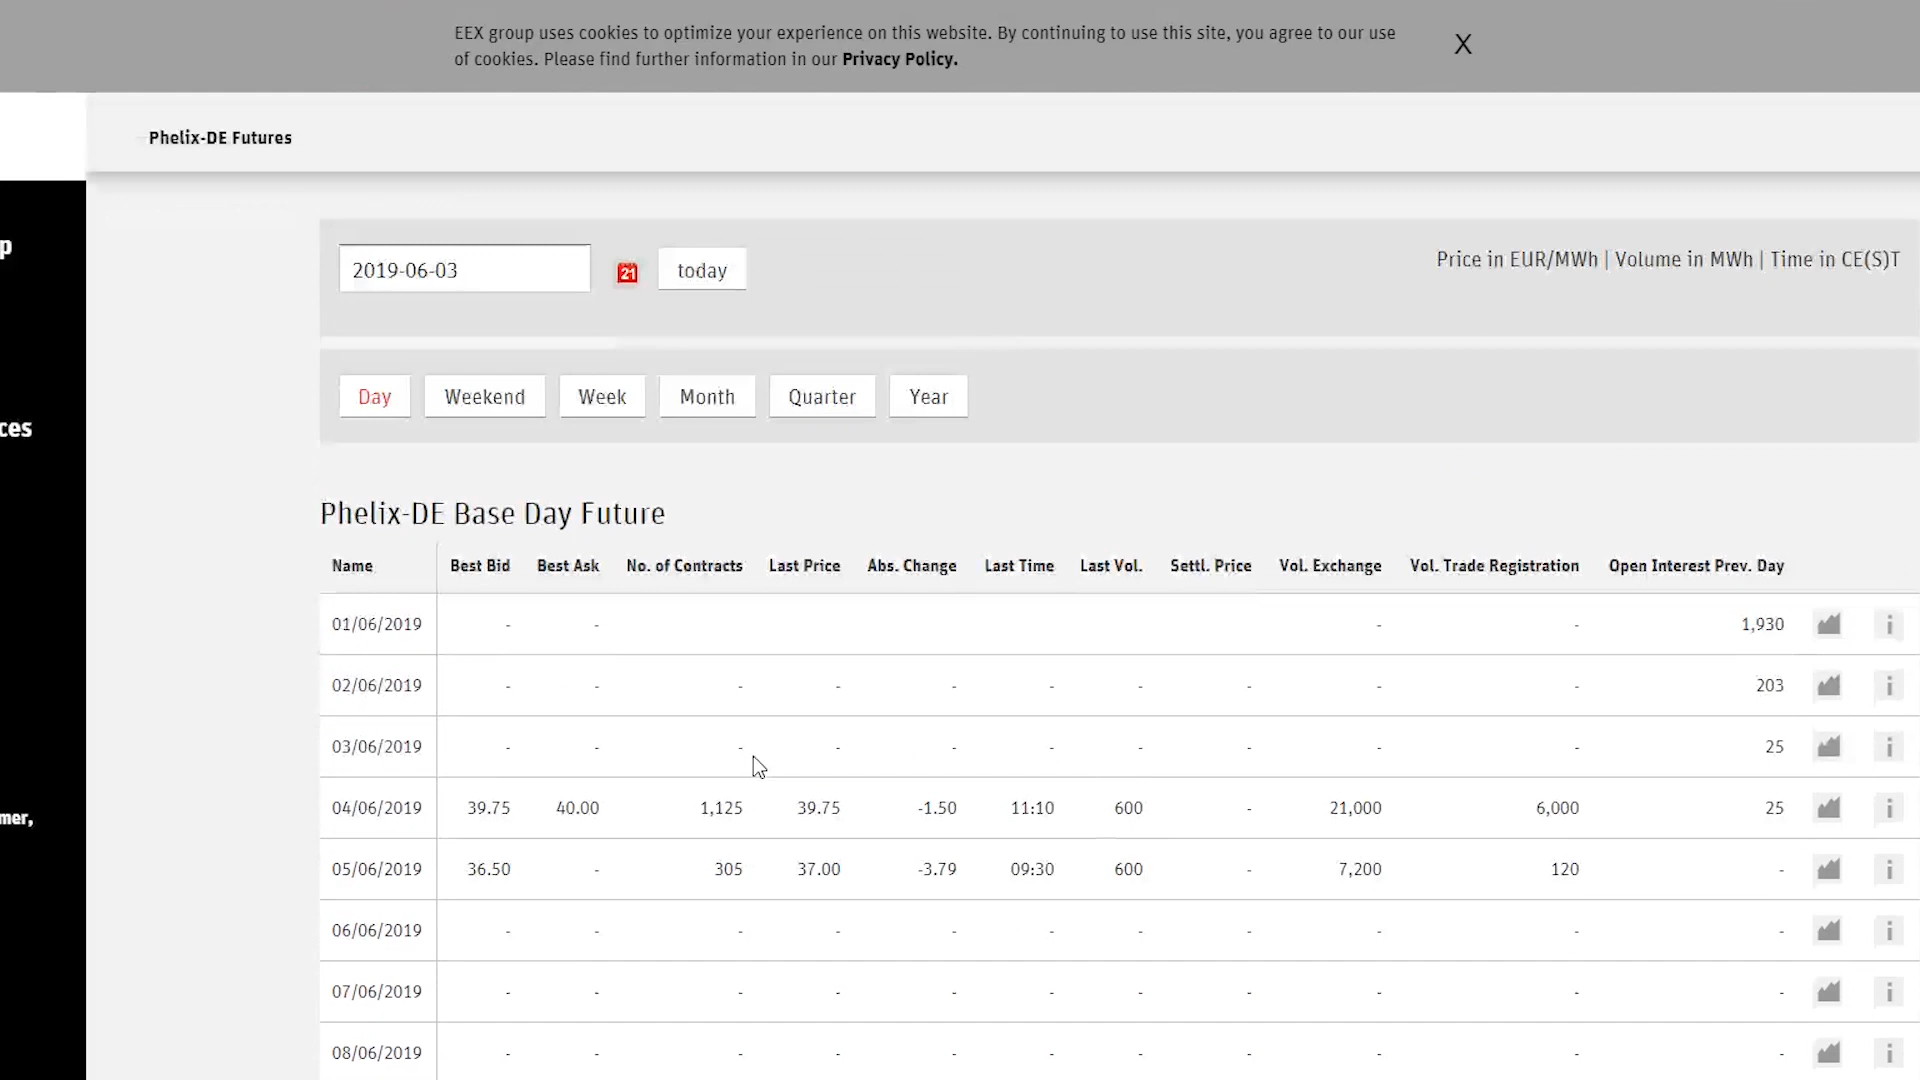 EEX group uses cookies to optimize your experience on this website. By continuing to use this site, you agree to our use
of cookies. Please find further information in our Privacy Policy.
X
Phelix-DE Futures
p
2019-06-03
21
today
Price in EUR/MWh | Volume in MWh | Time in CE(S)T
Day Weekend Week Month Quarter Year
ces
Phelix-DE Base Day Future
Name Best Bid Best Ask No. of Contracts Last Price Abs. Change Last Time Last Vol. Settl. Price Vol. Exchange Vol. Trade Registration Open Interest Prev. Day
01/06/2019 - - - - 1,930 i
02/06/2019 - - - - - - - - - - 203 i
03/06/2019 - - - - - - - - - - 25 i
04/06/2019 39.75 40.00 1,125 39.75 -1.50 11:10 600 - 21,000 6,000 25 i
mer,
05/06/2019 36.50 - 305 37.00 -3.79 09:30 600 - 7,200 120 - i
06/06/2019 - - - - - - - - - - - i
07/06/2019 - - - - - - - - - - - i
08/06/2019 - - - - - - - - - - - i